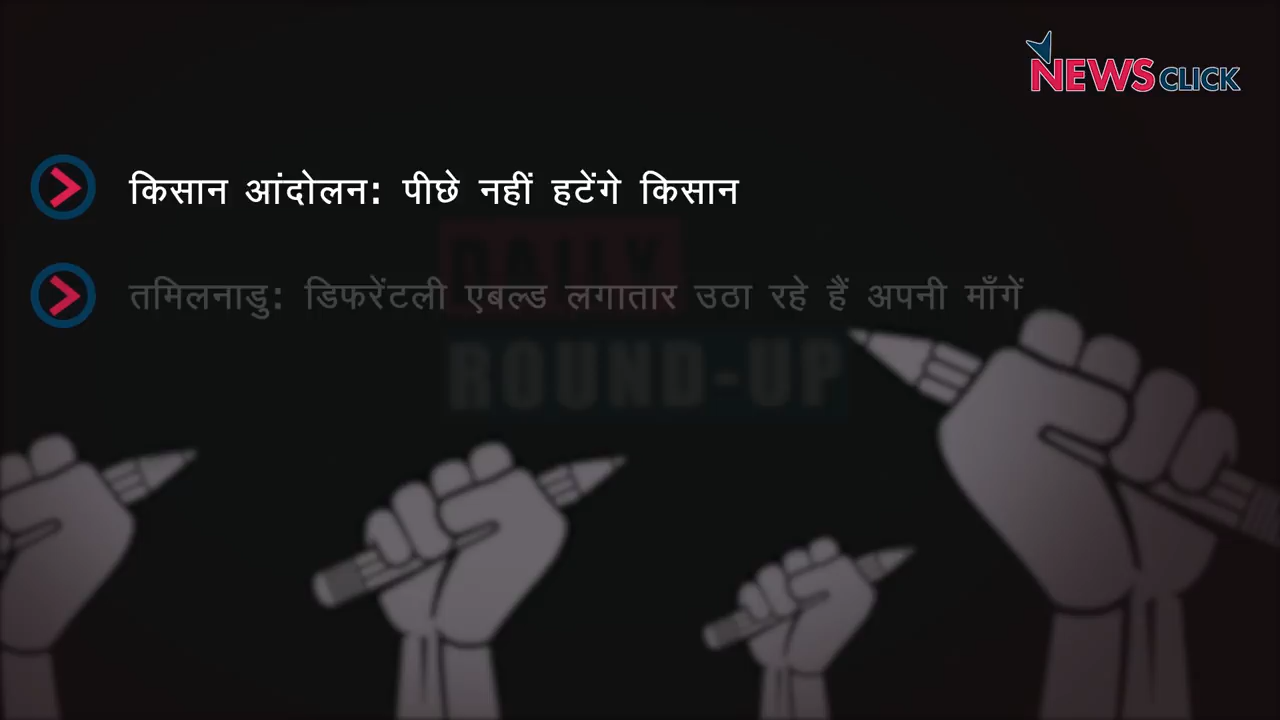 NEWSCLICK
किसान आंदोलन: पीछे नहीं हटेंगे किसान
तमिलनाडु: डिफरेंटली एबल्ड लगातार उठा रहे हैं अपनी माँगें
DAILY
ROUND-UP